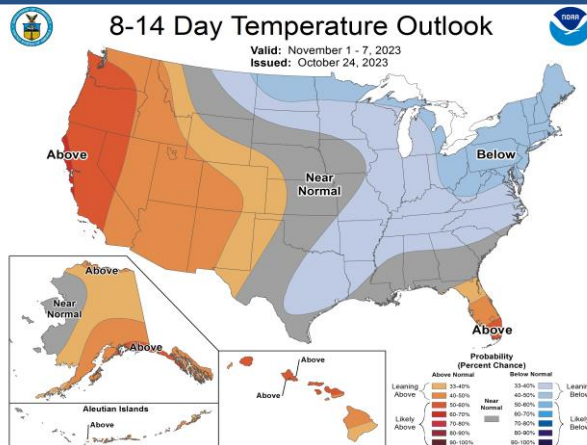 8-14 Day Temperature Outlook
Valid: November 1 - 7, 2023
Issued: October 24, 2023
NOAA
Above
Below
Near
Normal
Above
Above
Near
Normal
Above
Aleutian Islands
Above
Above
Above
Probability
(Percent Chance)
Above Normal
Below Normal
Leaning
Above
33-40%
40-50%
Likely
Above
50-60%
60-70%
70-80%
80-90%
90-100%
Near
Normal
33-40%
40-50%
50-60%
60-70%
70-80%
80-90%
90-100%